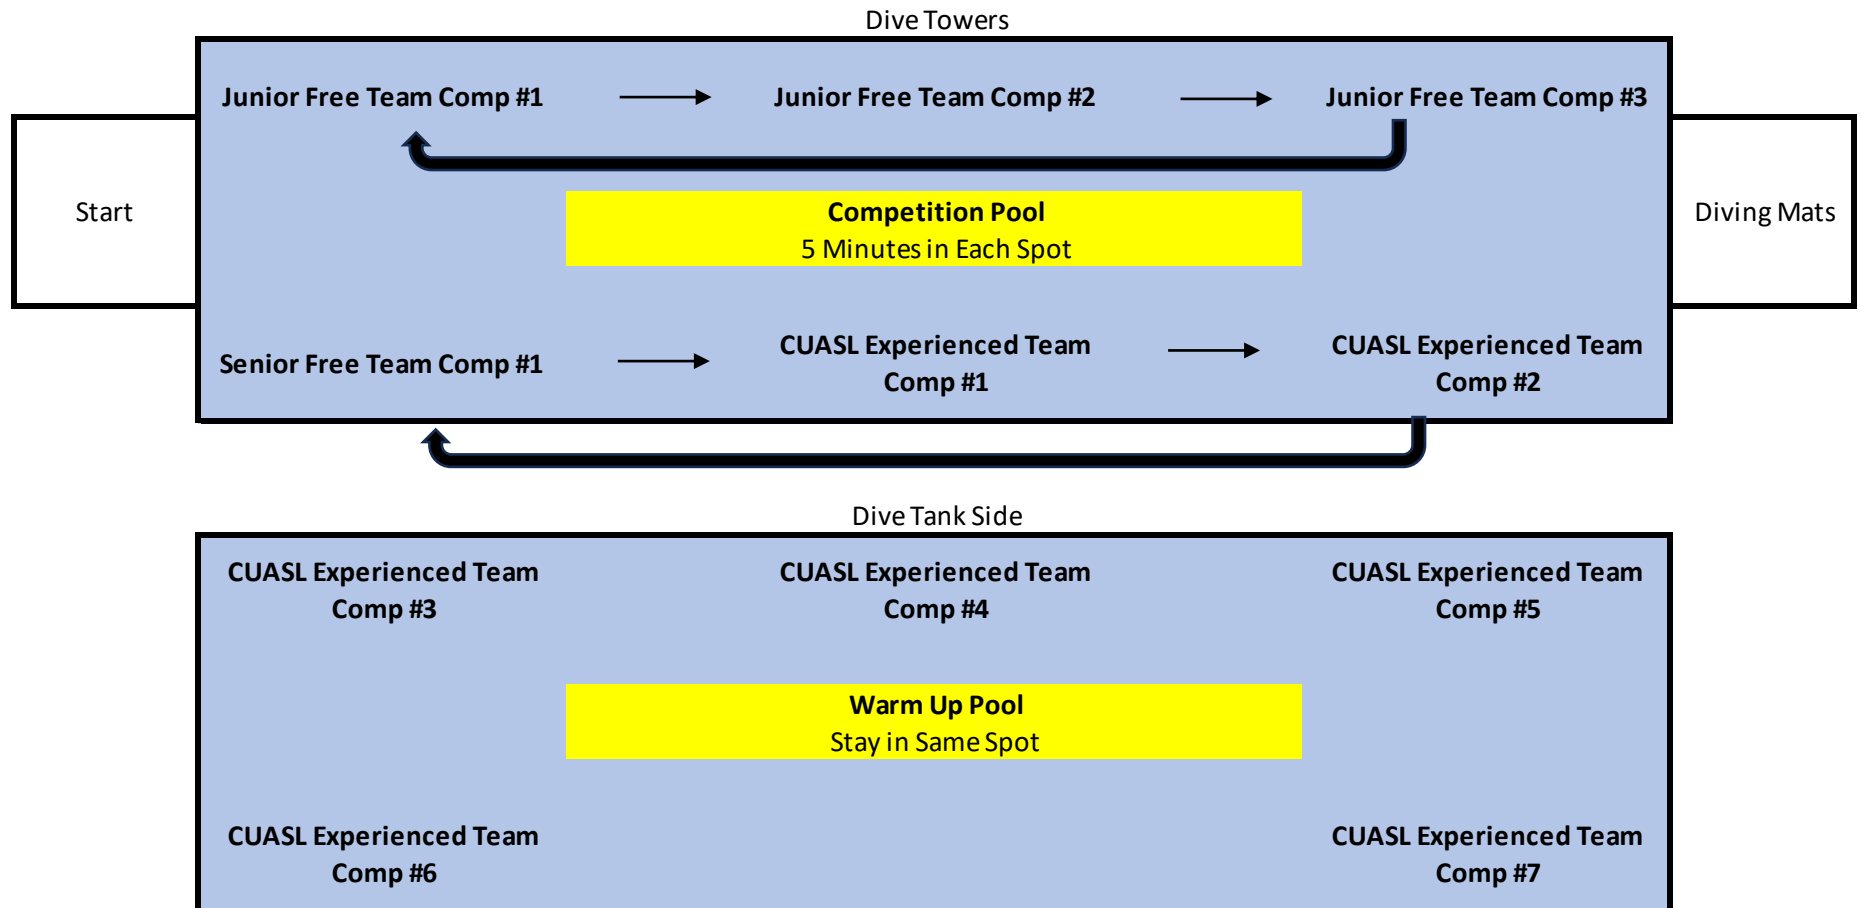 Dive Towers
Junior Free Team Comp #1
Junior Free Team Comp #2
Junior Free Team Comp #3
Start
Competition Pool
5 Minutes in Each Spot
Diving Mats
Senior Free Team Comp #1
CUASL Experienced Team
Comp #1
CUASL Experienced Team
Comp #2
Dive Tank Side
CUASL Experienced Team
Comp #3
CUASL Experienced Team
Comp #4
CUASL Experienced Team
Comp #5
Warm Up Pool
Stay in Same Spot
CUASL Experienced Team
Comp #6
CUASL Experienced Team
Comp #7